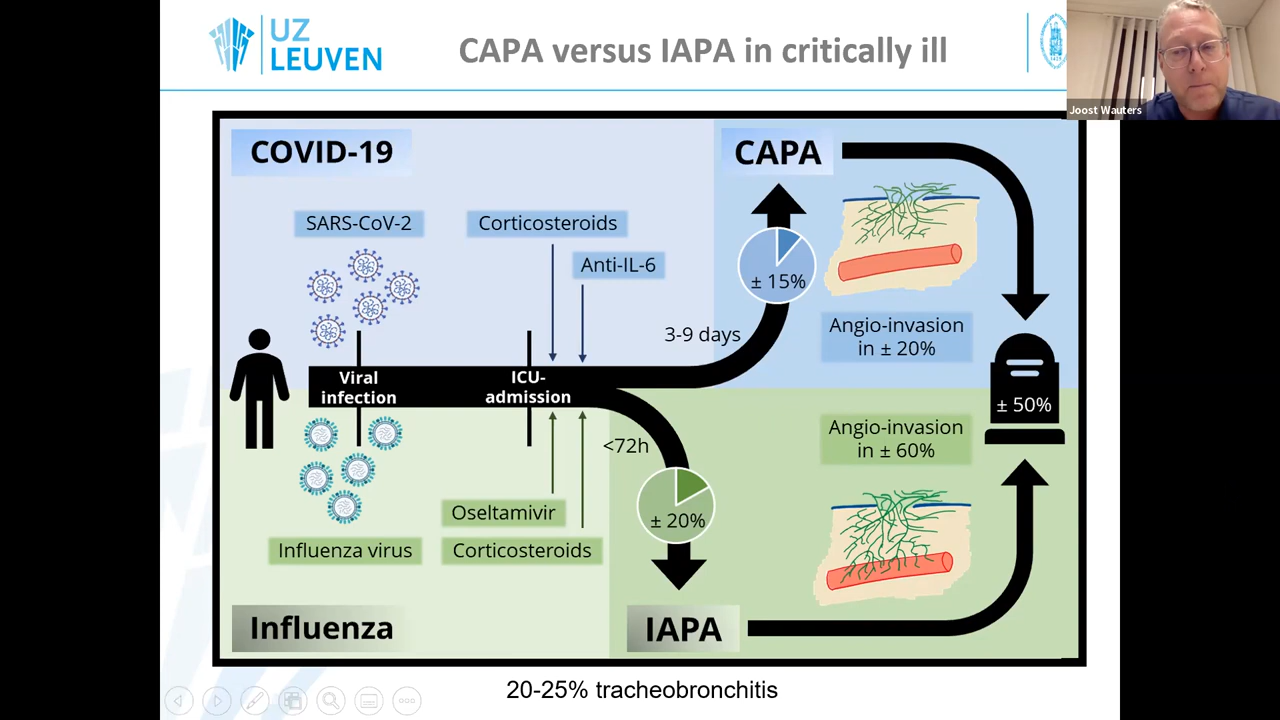 UZ
LEUVEN
CAPA versus IAPA in critically ill
Joost Wauters
COVID-19
CAPA
SARS-CoV-2
Corticosteroids
Anti-IL-6
± 15%
3-9 days
Angio-invasion
in ± 20%
Viral
infection
ICU-
admission
± 50%
<72h
Angio-invasion
in ± 60%
Oseltamivir
± 20%
Influenza virus
Corticosteroids
Influenza
IAPA
20-25% tracheobronchitis